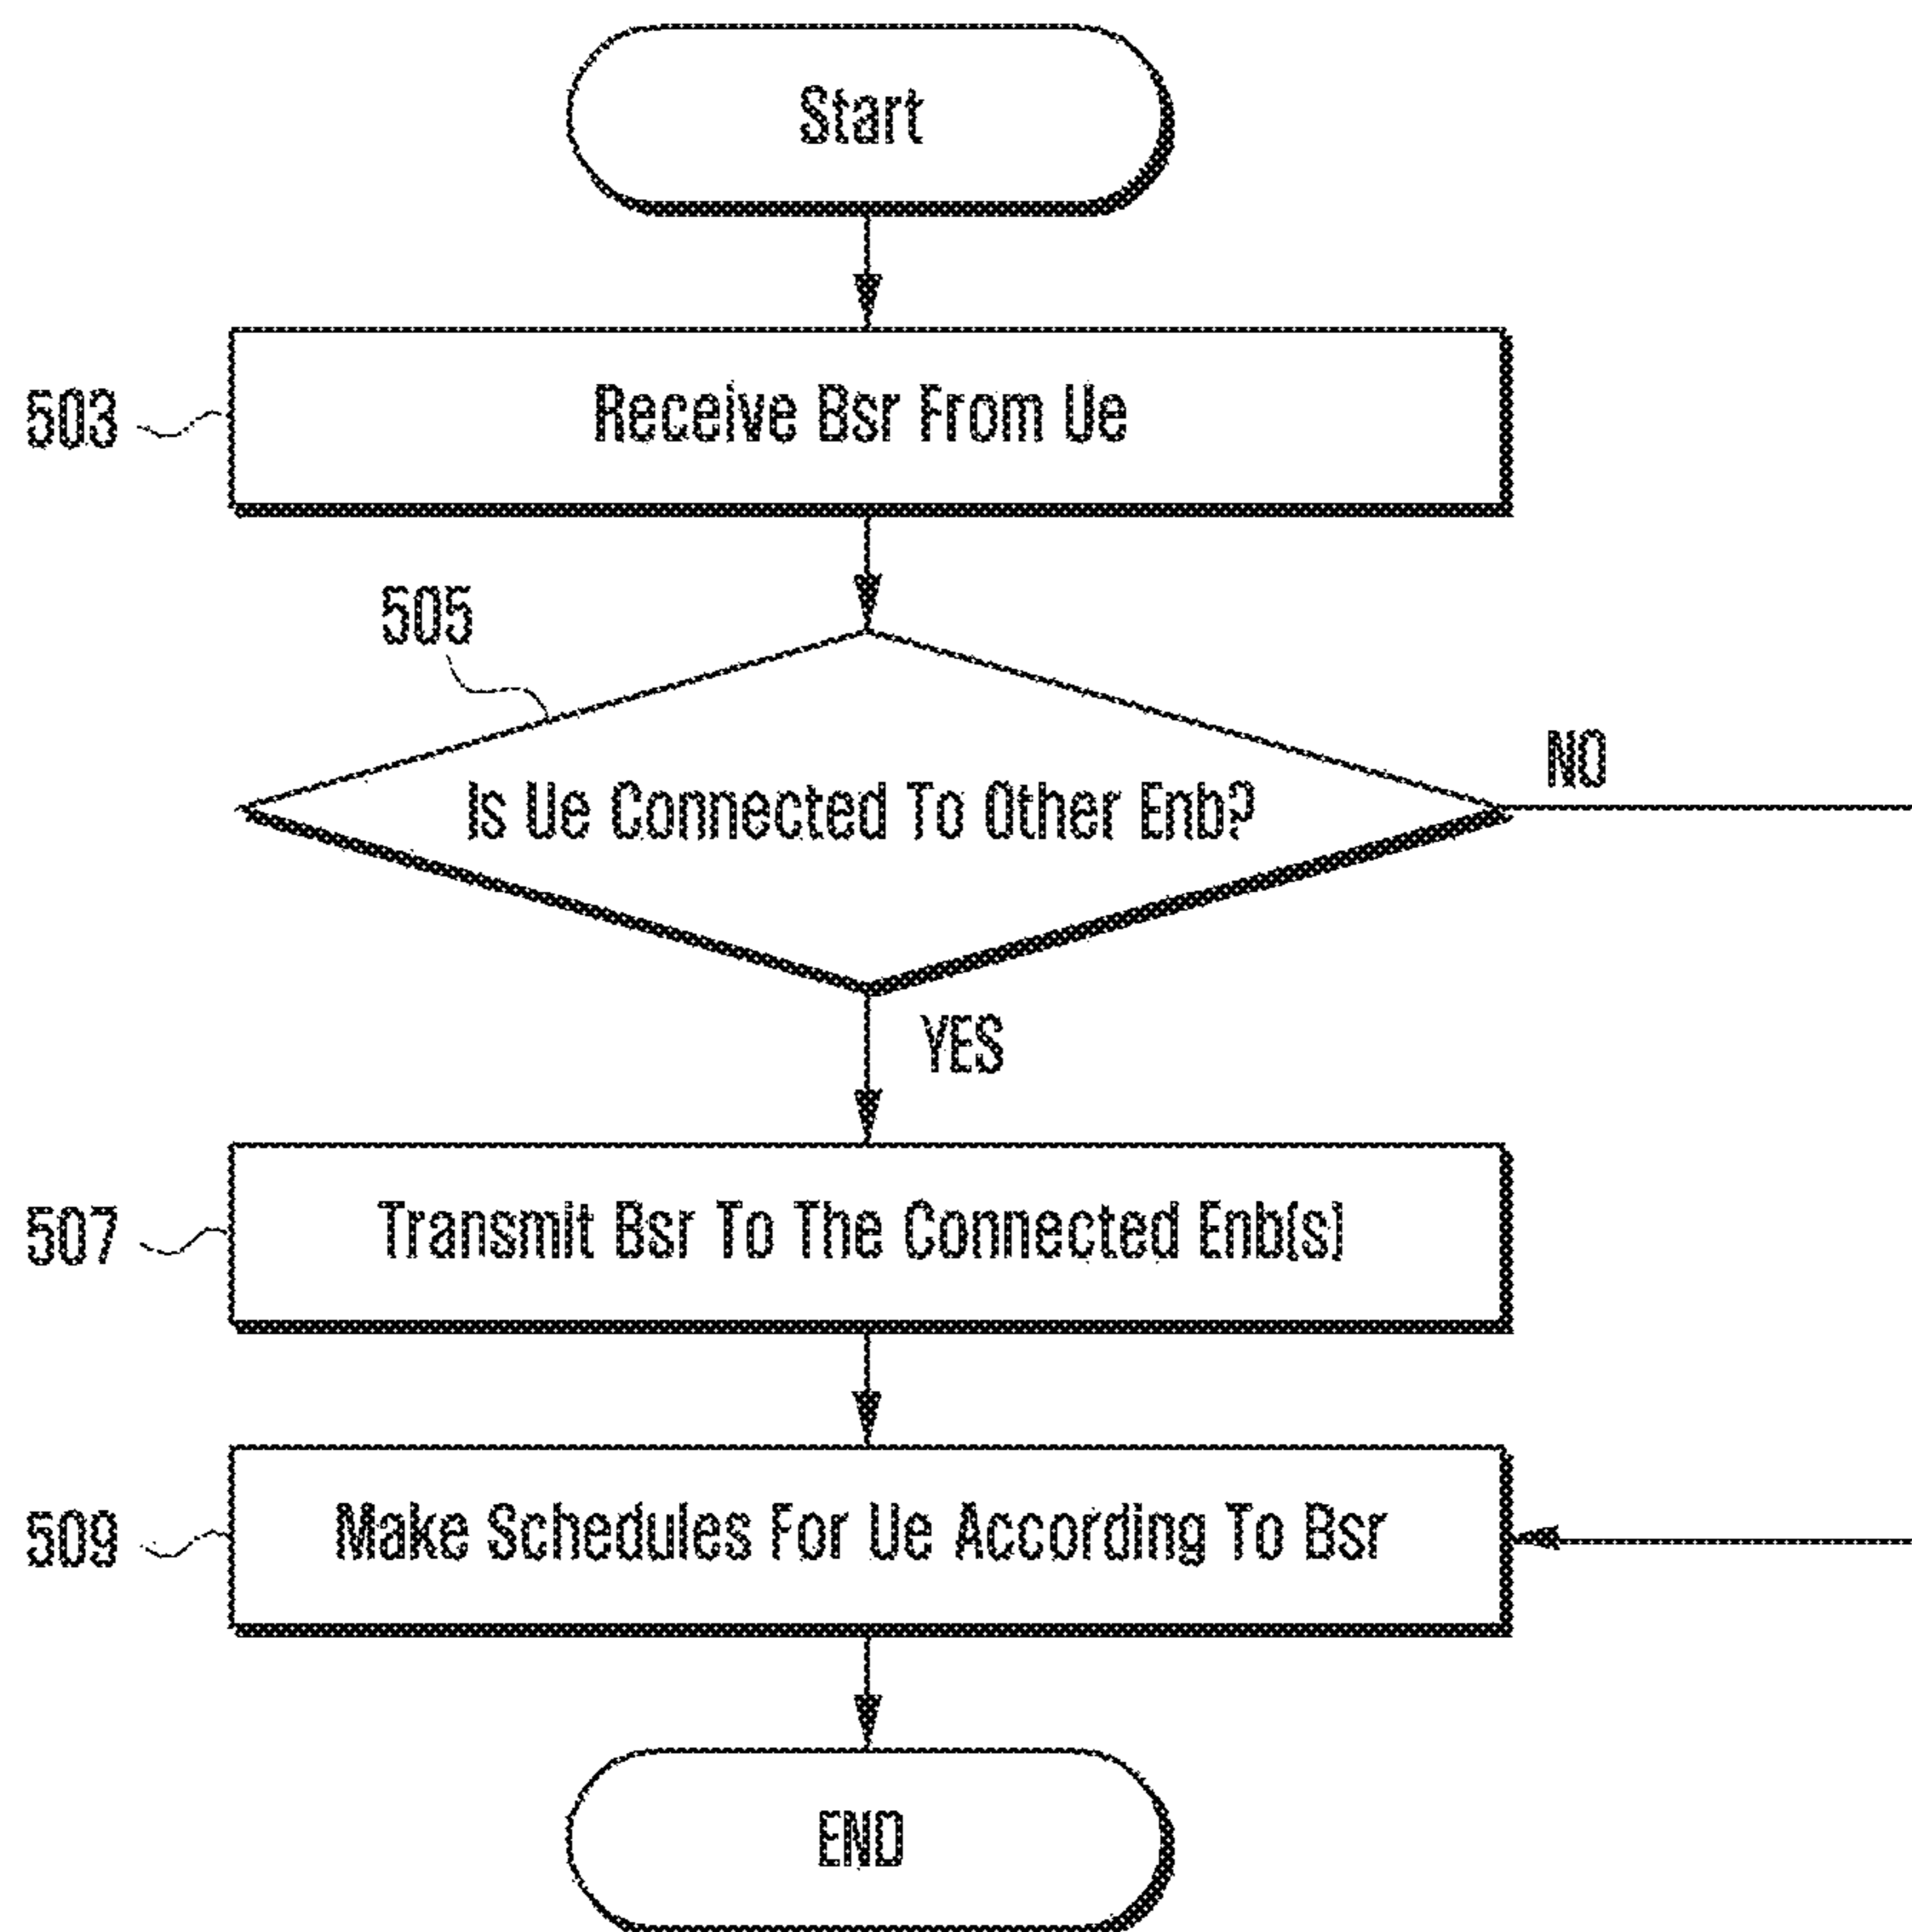 Start
503
Receive Bsr From Ue
505
Is Ue Connected To Other Enb?
NO
YES
507
Transmit Bsr To The Connected Enb(s)
509
Make Schedules For Ue According To Bsr
END